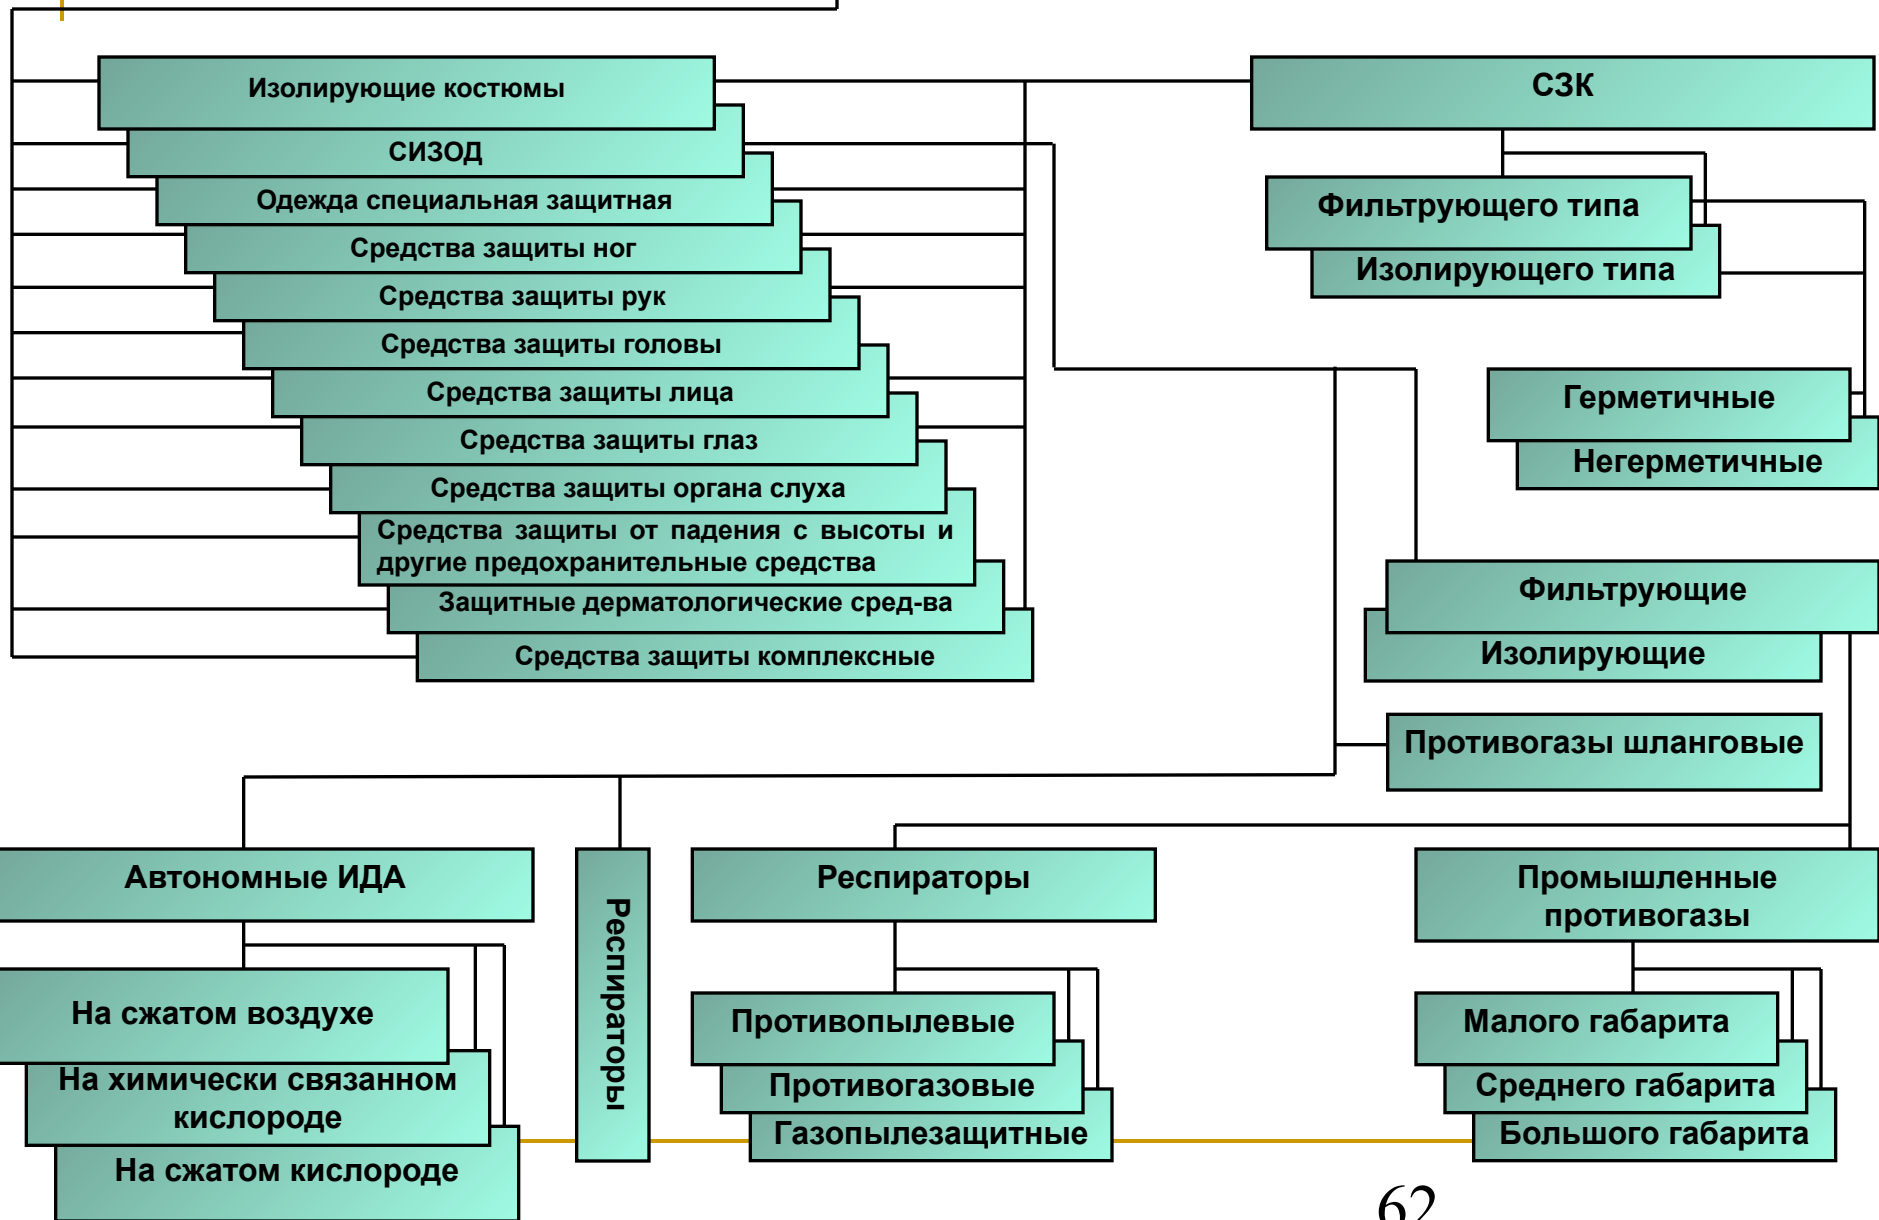 Изолирующие костюмы
СИЗОД
Одежда специальная защитная
Средства защиты ног
Средства защиты рук
Средства защиты головы
Средства защиты лица
Средства защиты глаз
Средства защиты органа слуха
Средства защиты от падения с высоты и
другие предохранительные средства
Защитные дерматологические сред-ва
Средства защиты комплексные
СЗК
Фильтрующего типа
Изолирующего типа
Герметичные
Негерметичные
Фильтрующие
Изолирующие
Противогазы шланговые
Автономные ИДА
На сжатом воздухе
На химически связанном
кислороде
На сжатом кислороде
Респираторы
Респираторы
Противопылевые
Противогазовые
Газопылезащитные
Промышленные
противогазы
Малого габарита
Среднего габарита
Большого габарита
62